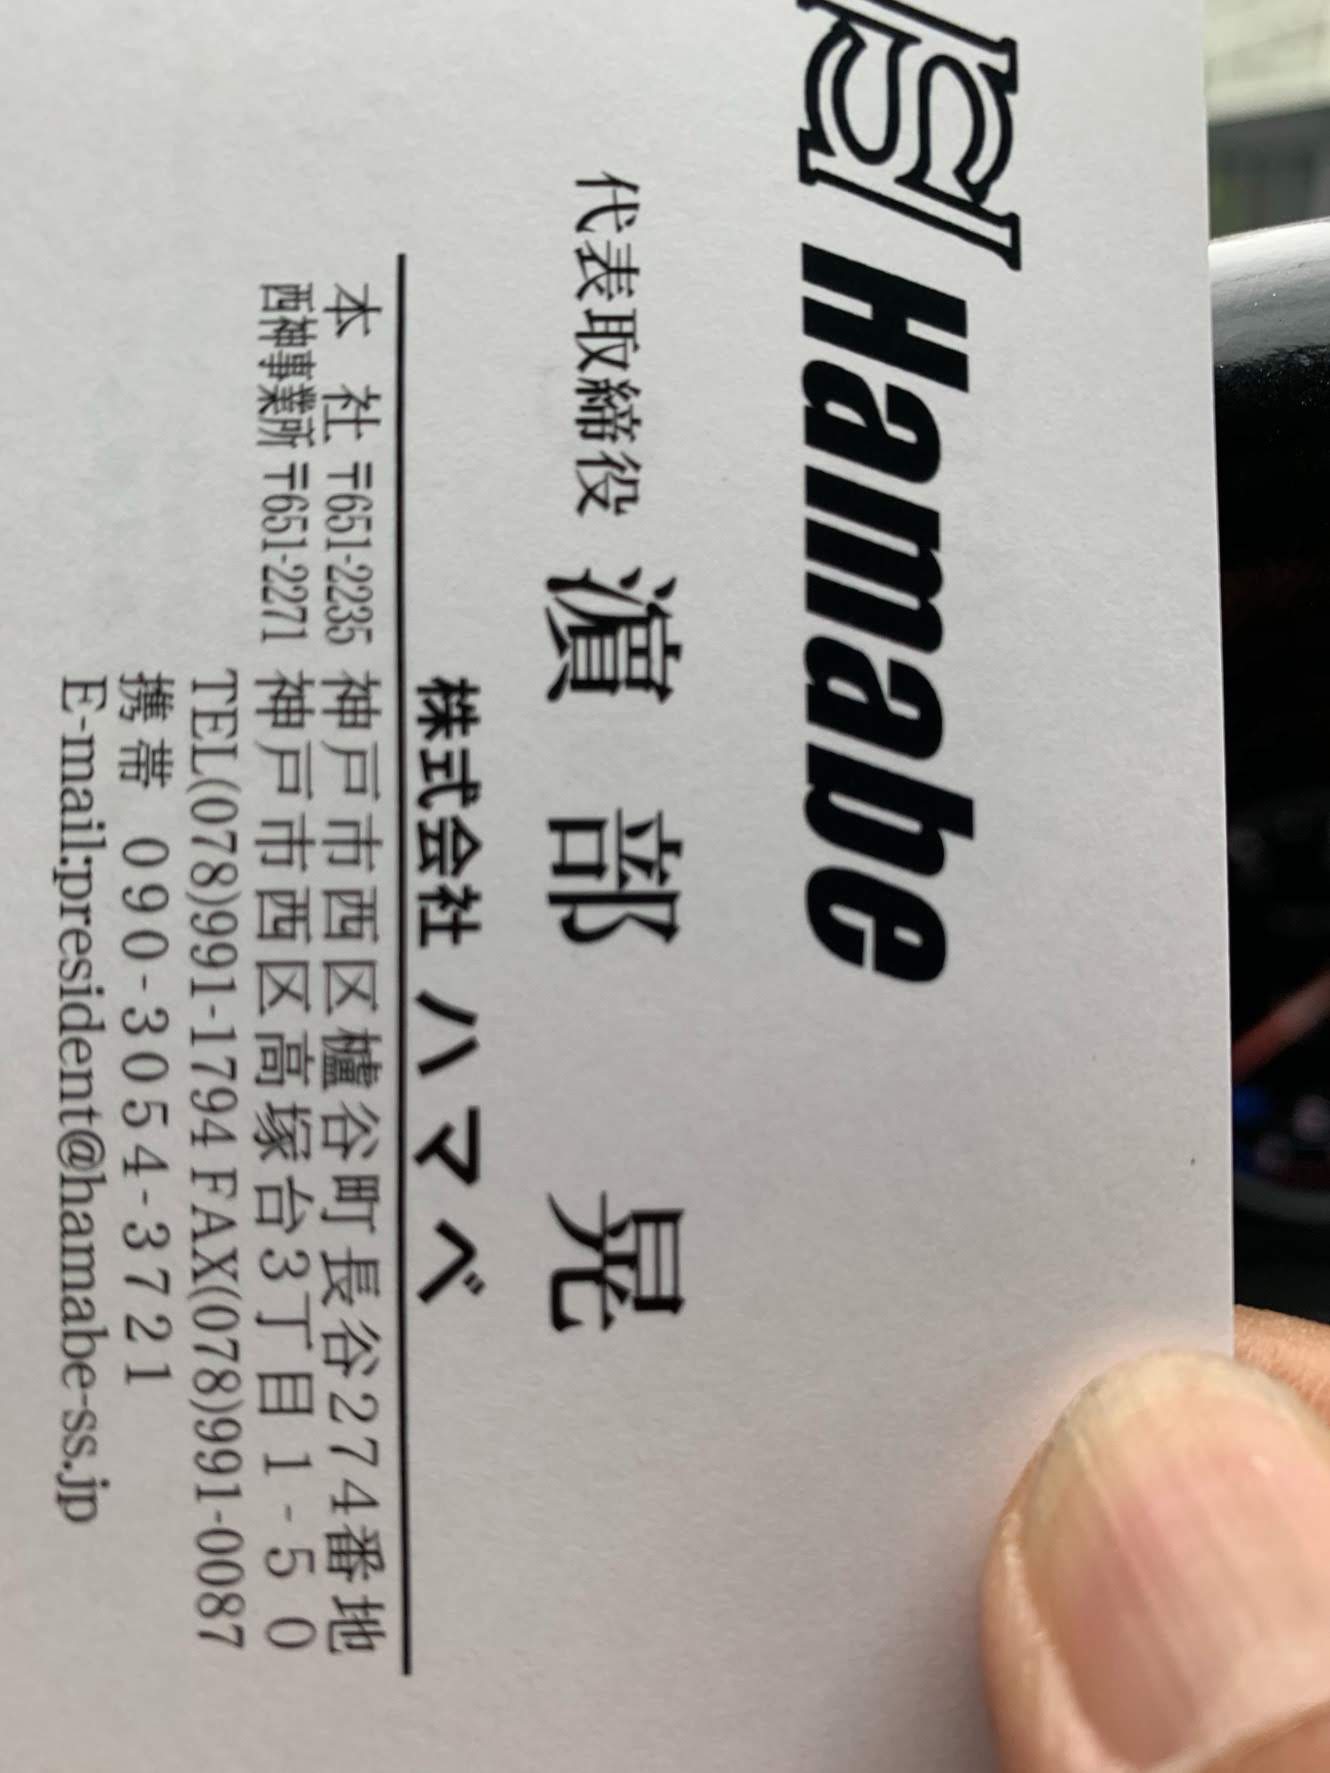 SS Hamabe
代表取締役 濵部 晃
株式会社 ハマベ
本 社 〒651-2235 神戸市西区櫨谷町長谷274番地
西神事業所 〒651-2271 神戸市西区高塚台3丁目1-50
TEL(078)991-1794 FAX(078)991-0087
携帯 090-3054-3721
E-mail:president@hamabe-ss.jp